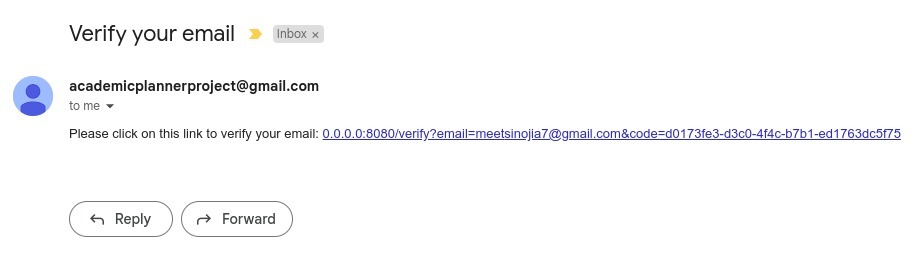 Verify your email
Inbox ×
academicplannerproject@gmail.com
to me
Please click on this link to verify your email: 0.0.0.0:8080/verify?email=meetsinojia7@gmail.com&code=d0173fe3-d3c0-4f4c-b7b1-ed1763dc5f75
Reply
Forward